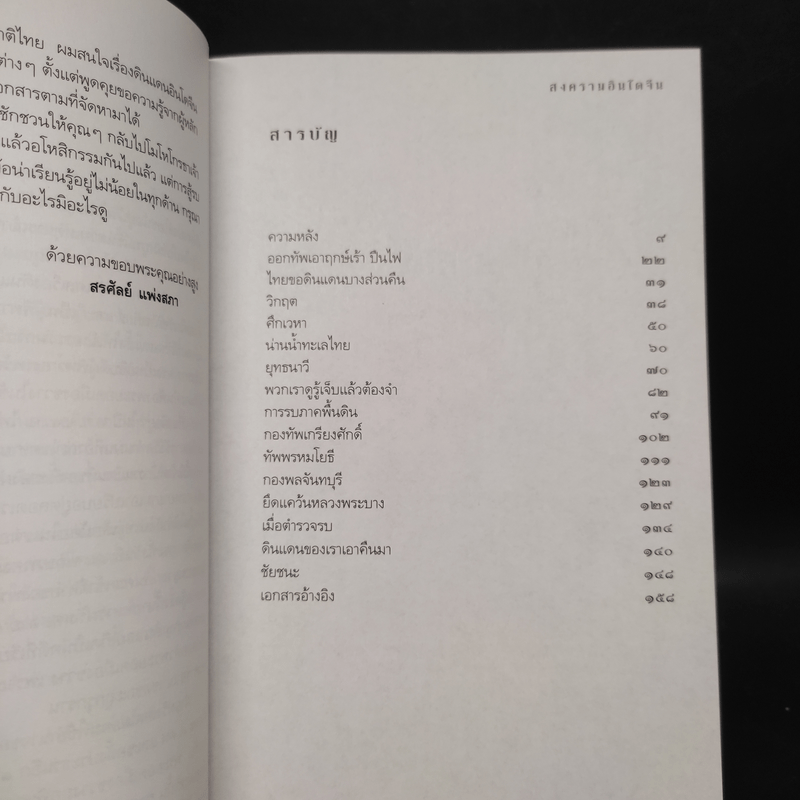 าติไทย ผมสนใจเรื่องดินแดนอินโดจีน
ต่างๆ ตั้งแต่พูดคุยขอความรู้จากผู้หลัก
อกสารตามที่จัดหามาได้
ชักชวนให้คุณๆ กลับไปโมโหโกรธาเจ้า
แล้วอโหสิกรรมกันไปแล้ว แต่การสู้รบ
ข้อน่าเรียนรู้อยู่ไม่น้อยในทุกด้าน กรุณา
กับอะไรมิอะไรดู
ด้วยความขอบพระคุณอย่างสูง
สรศัลย์ แพ่งสภา
สงครามอินโดจีน
สารบัญ
ความหลัง ๙
ออกทัพเอาฤกษ์เร้า ปืนไฟ ๒๒
ไทยขอดินแดนบางส่วนคืน ๓๑
วิกฤต ๓๘
ศึกเวหา ๕๐
น่านน้ำทะเลไทย ๖๐
ยุทธนาวี ๗๐
พวกเราดูรู้เจ็บแล้วต้องจำ ๘๒
การรบภาคพื้นดิน ๙๑
กองทัพเกรียงศักดิ์ ๑๐๒
ทัพพรหมโยธี ๑๑๑
กองพลจันทบุรี ๑๒๓
ยึดแคว้นหลวงพระบาง ๑๒๙
เมื่อตำรวจรบ ๑๓๔
ดินแดนของเราเอาคืนมา ๑๔๐
ชัยชนะ ๑๔๘
เอกสารอ้างอิง ๑๕๘